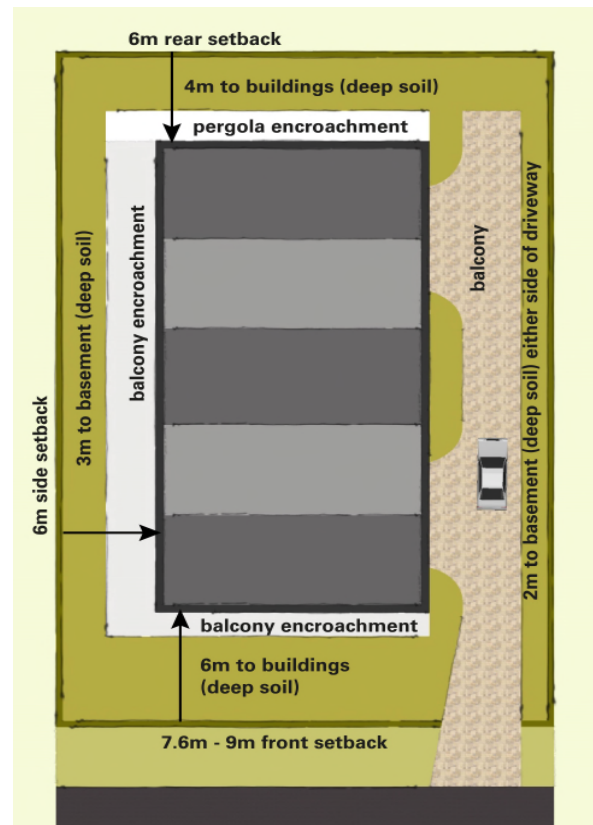 6m rear setback
4m to buildings (deep soil)
pergola encroachment
balcony encroachment
3m to basement (deep soil)
6m side setback
balcony
2m to basement (deep soil) either side of driveway
balcony encroachment
6m to buildings
(deep soil)
7.6m - 9m front setback